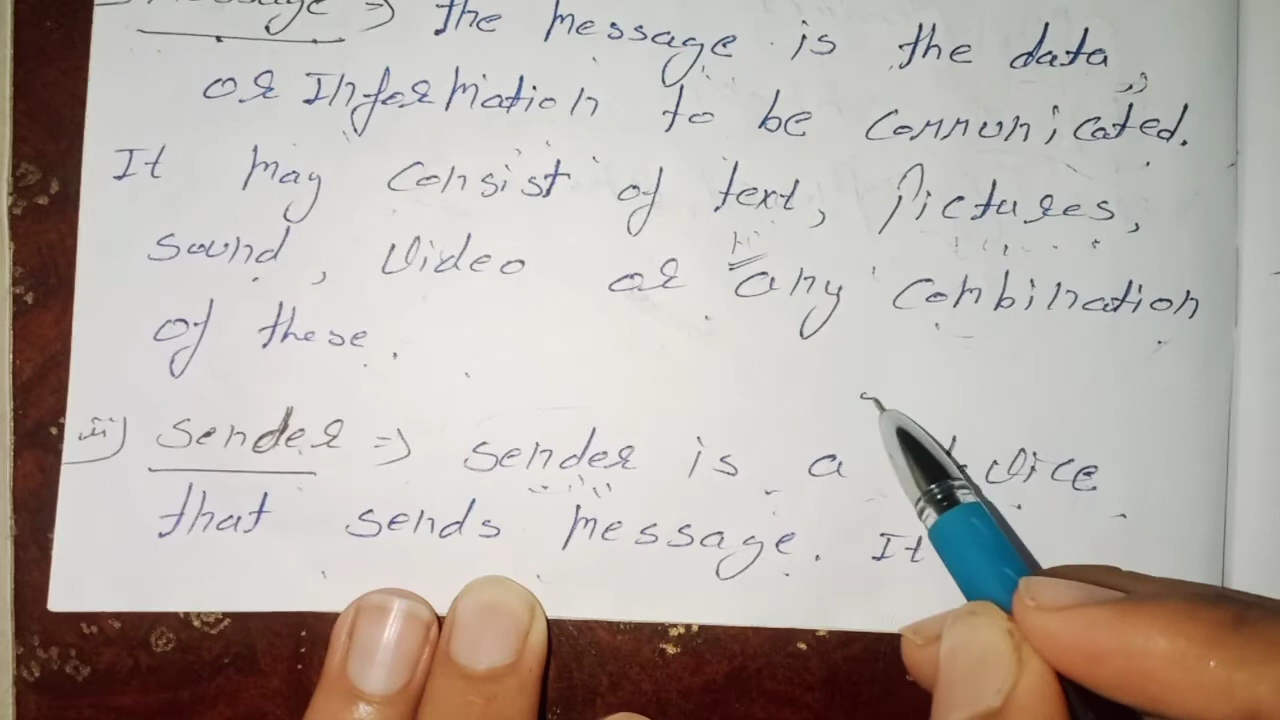 Message => the message is the data
or Information to be communicated.
It may consist of text, Pictures,
sound, video or any combination
of these.
ii) Sender => sender is a
that sends message. It